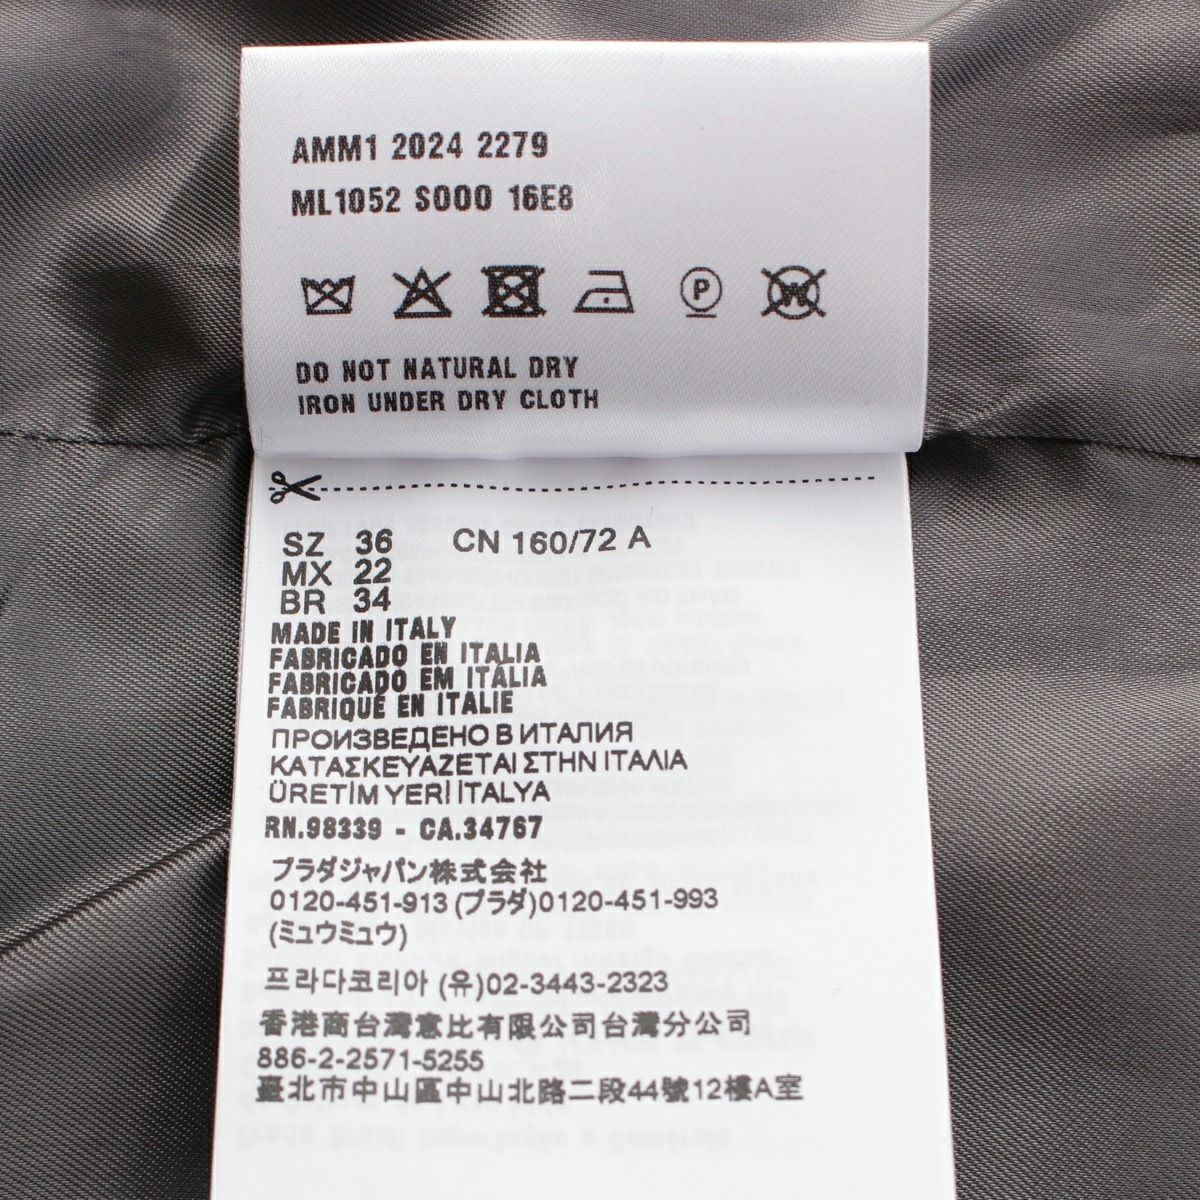 AMM1 2024 2279
ML1052 S000 16E8
P
W
DO NOT NATURAL DRY
IRON UNDER DRY CLOTH
SZ 36 CN 160/72 A
MX 22
BR 34
MADE IN ITALY
FABRICADO EN ITALIA
FABRICADO EM ITÁLIA
FABRIQUÉ EN ITALIE
ПРОИЗВЕДЕНО В ИТАЛИЯ
ΚΑΤΑΣΚΕΥΑΖΕΤΑΙ ΣΤΗΝ ΙΤΑΛΙΑ
ÜRETİM YERİ İTALYA
RN.98339 - CA.34767
プラダジャパン株式会社
0120-451-913 (プラダ)0120-451-993
(ミュウミュウ)
프라다코리아 (유)02-3443-2323
香港商台灣意比有限公司台灣分公司
886-2-2571-5255
臺北市中山區中山北路二段44號12樓A室